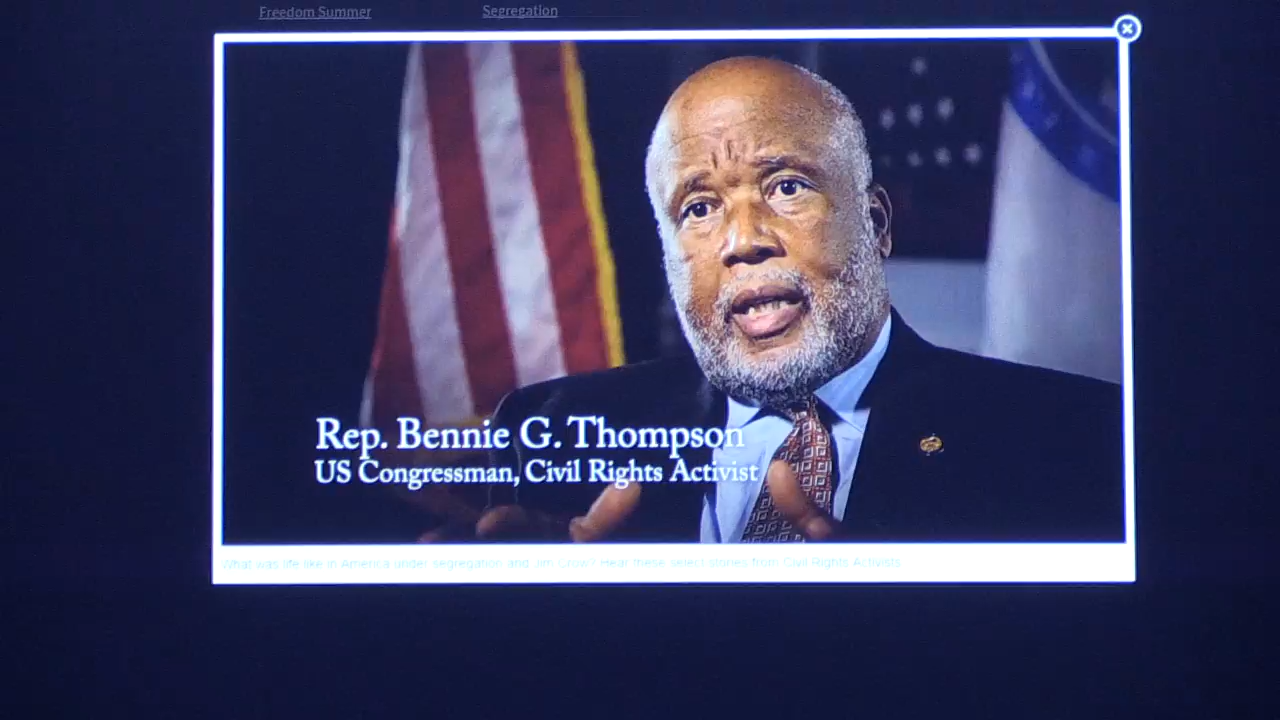 Freedom Summer
Segregation
Rep. Bennie G. Thompson
US Congressman, Civil Rights Activist
What was life like in America under segregation and Jim Crow? Hear these select stories from Civil Rights Activists.